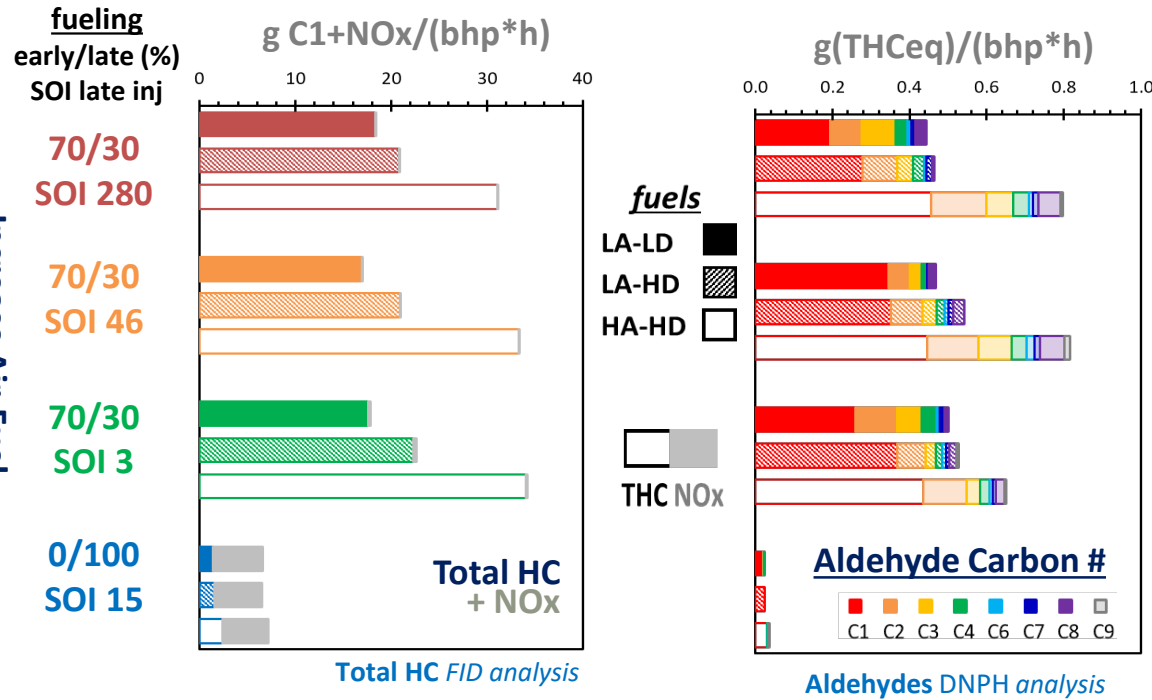 fueling
early/late (%)
SOI late inj
g C1+NOx/(bhp*h)
0 10 20 30 40
70/30
SOI 280
70/30
SOI 46
70/30
SOI 3
0/100
SOI 15
Total HC
+ NOx
Total HC FID analysis
fuels
LA-LD
LA-HD
HA-HD
THC NOx
g(THCeq)/(bhp*h)
0.0 0.2 0.4 0.6 0.8 1.0
Aldehyde Carbon #
C1 C2 C3 C4 C6 C7 C8 C9
Aldehydes DNPH analysis